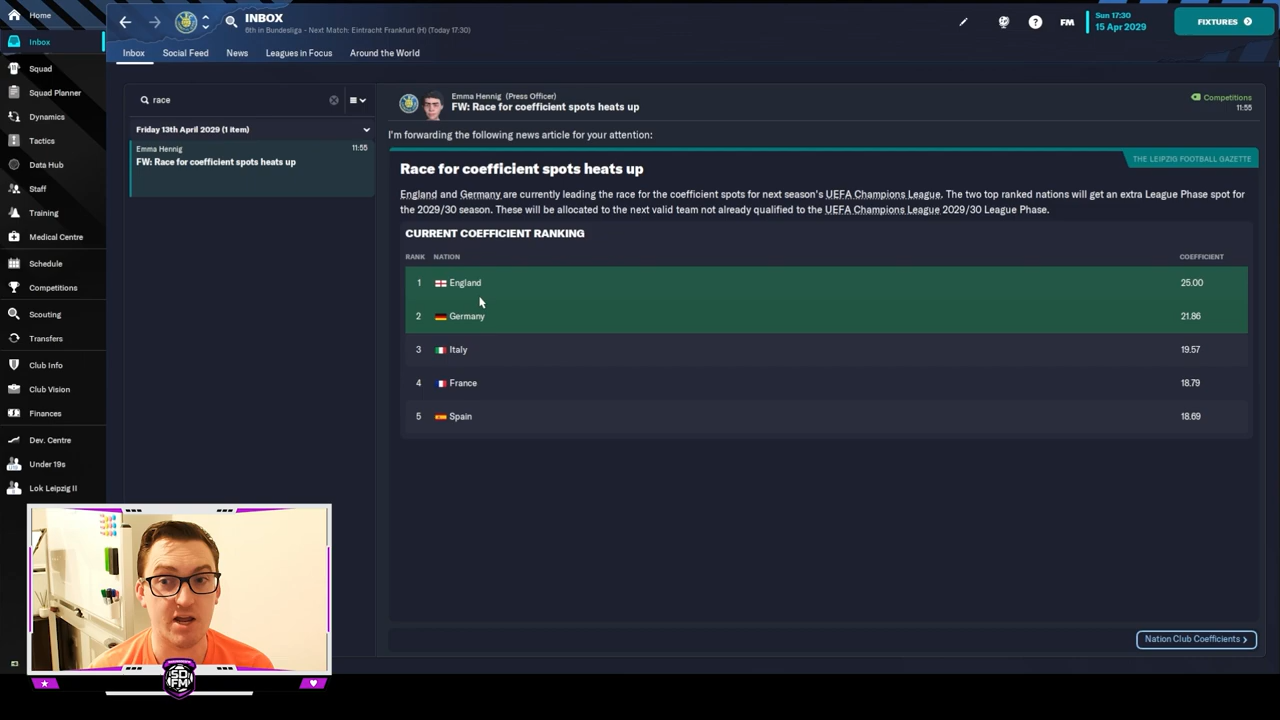 Home
Inbox
Squad
Squad Planner
Dynamics
Tactics
Data Hub
Staff
Training
Medical Centre
Schedule
Competitions
Scouting
Transfers
Club Info
Club Vision
Finances
Dev. Centre
Under 19s
Lok Leipzig II
INBOX
6th in Bundesliga - Next Match: Eintracht Frankfurt (H) (Today 17:30)
FM
Sun 17:30
15 Apr 2029
FIXTURES
Inbox Social Feed News Leagues in Focus Around the World
race
Friday 13th April 2029 (1 item)
Emma Hennig 11:55
FW: Race for coefficient spots heats up
Emma Hennig (Press Officer)
FW: Race for coefficient spots heats up
Competitions
11:55
I'm forwarding the following news article for your attention:
THE LEIPZIG FOOTBALL GAZETTE
Race for coefficient spots heats up
England and Germany are currently leading the race for the coefficient spots for next season's UEFA Champions League. The two top ranked nations will get an extra League Phase spot for
the 2029/30 season. These will be allocated to the next valid team not already qualified to the UEFA Champions League 2029/30 League Phase.
CURRENT COEFFICIENT RANKING
RANK NATION COEFFICIENT
1 England 25.00
2 Germany 21.86
3 Italy 19.57
4 France 18.79
5 Spain 18.69
Nation Club Coefficients
SD
FM